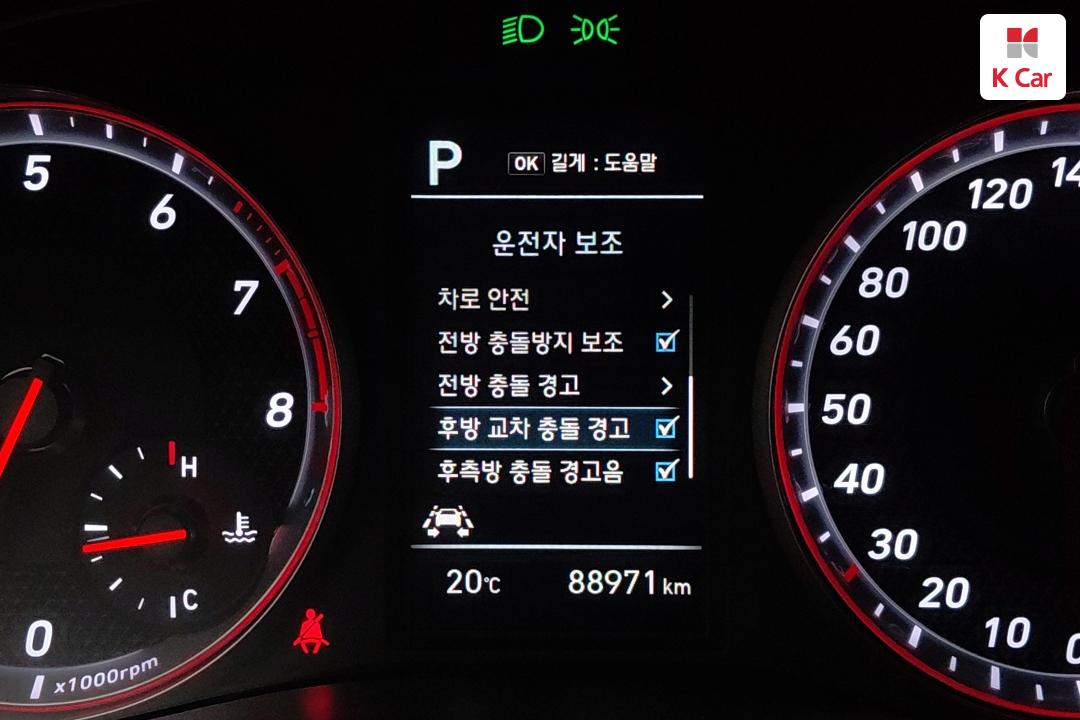 K Car
P
OK 길게 : 도움말
운전자 보조
차로 안전
전방 충돌방지 보조
전방 충돌 경고
후방 교차 충돌 경고
후측방 충돌 경고음
20℃ 88971 km
5
6
7
8
H
C
0
x1000rpm
14
120
100
80
60
50
40
30
20
10
0